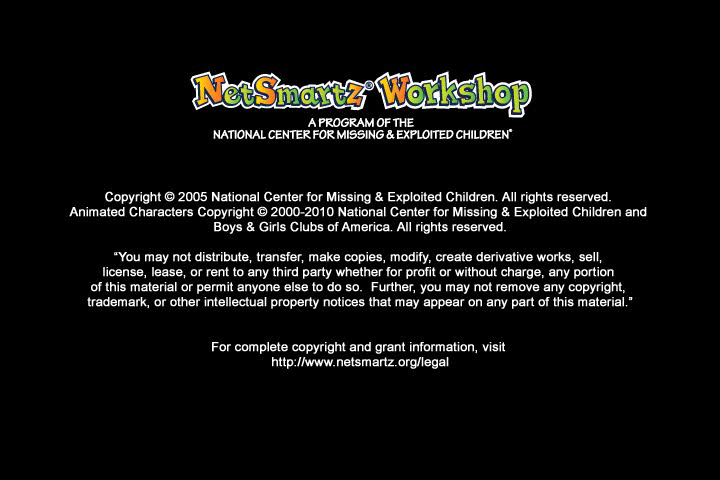 NetSmartz® Workshop
A PROGRAM OF THE
NATIONAL CENTER FOR MISSING & EXPLOITED CHILDREN®
Copyright © 2005 National Center for Missing & Exploited Children. All rights reserved.
Animated Characters Copyright © 2000-2010 National Center for Missing & Exploited Children and
Boys & Girls Clubs of America. All rights reserved.
“You may not distribute, transfer, make copies, modify, create derivative works, sell,
license, lease, or rent to any third party whether for profit or without charge, any portion
of this material or permit anyone else to do so.  Further, you may not remove any copyright,
trademark, or other intellectual property notices that may appear on any part of this material.”
For complete copyright and grant information, visit
http://www.netsmartz.org/legal